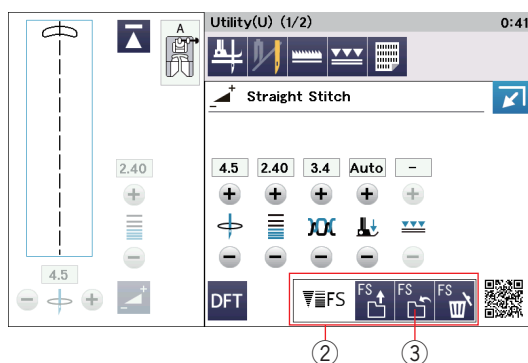 A
2.40
4.5
Utility(U) (1/2) 0:41
Straight Stitch
4.5 2.40 3.4 Auto –
DFT
FS FS FS FS
2 3